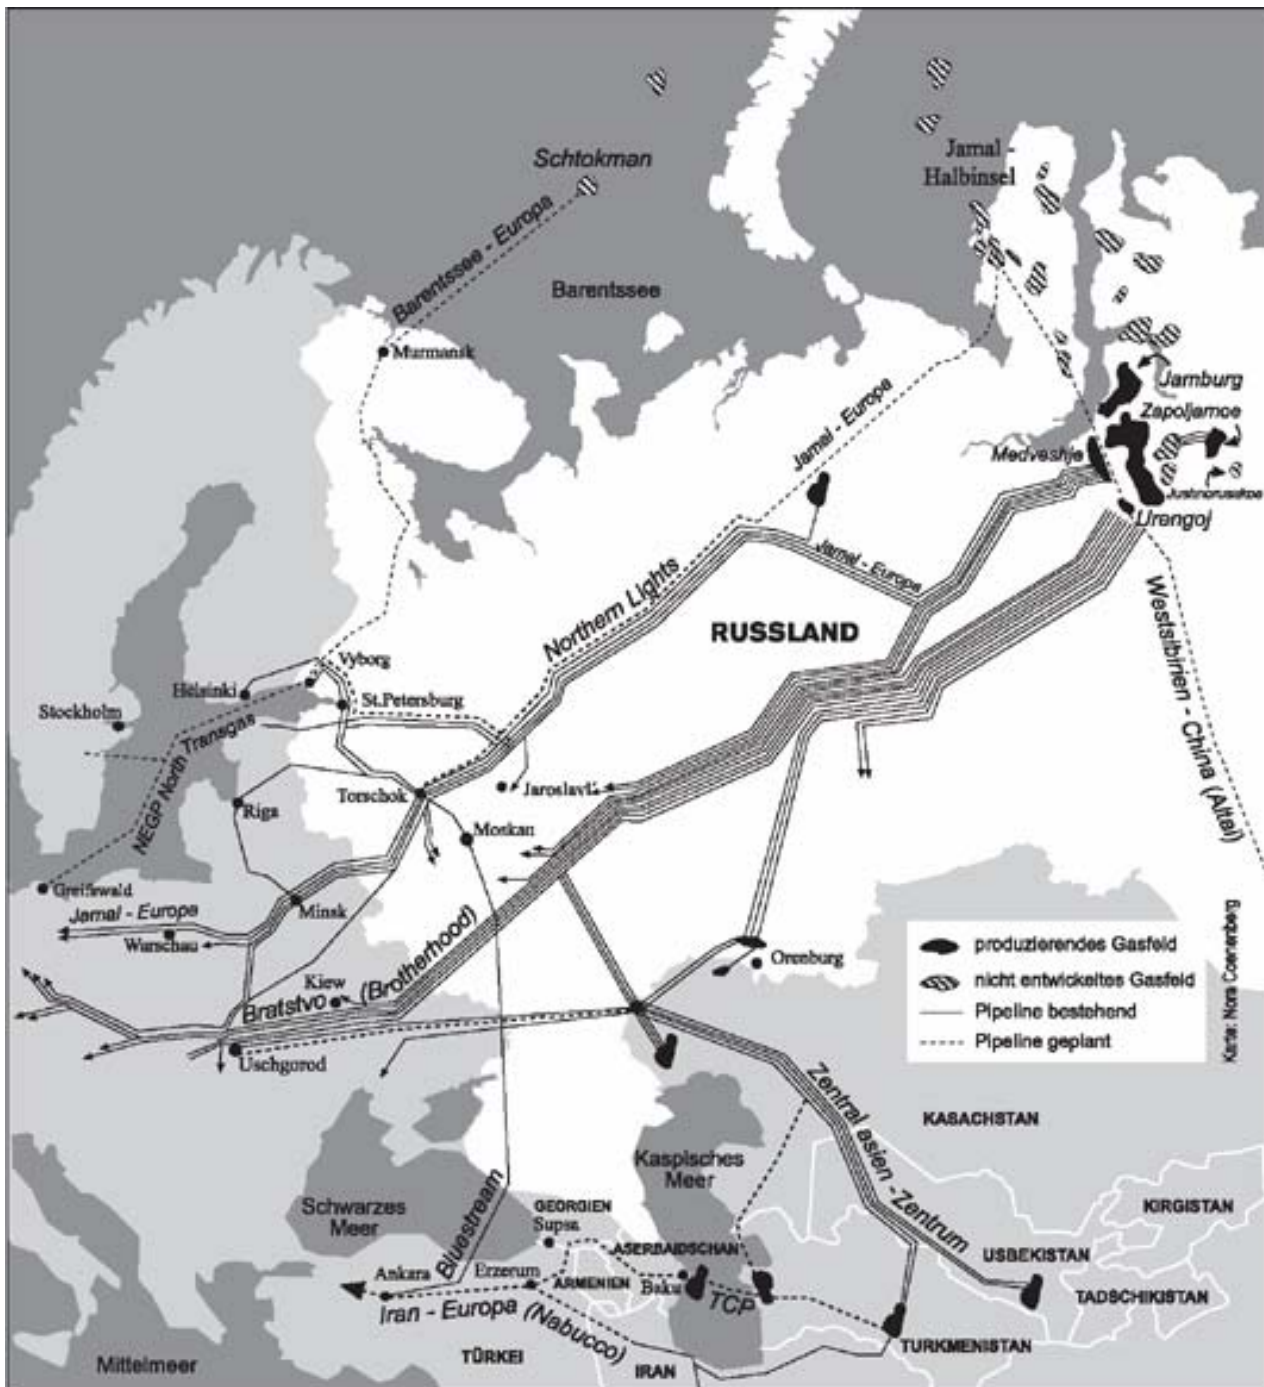 Schtokman
Jamal -
Halbinsel
Barentssee - Europa
Barentssee
Murmansk
Jamburg
Zapoljarnoe
Medveshje
Urengoj
Jamal - Europa
Jamal - Europa
Northern Lights
RUSSLAND
Westsibirien - China (Altai)
Vyborg
Helsinki
St.Petersburg
Stockholm
NEGP North Transgas
Riga
Torschok
Jaroslavl'
Moskau
Greifswald
Jamal - Europa
Warschau
Minsk
Kiew
Bratstvo (Brotherhood)
Uschgorod
Orenburg
produzierendes Gasfeld
nicht entwickeltes Gasfeld
Pipeline bestehend
Pipeline geplant
Karte: Nora Coenenberg
Zentral asien - Zentrum
KASACHSTAN
Kaspisches
Meer
Schwarzes
Meer
Bluestream
GEORGIEN
Supsa
KIRGISTAN
ASERBAIDSCHAN
USBEKISTAN
Ankara
Erzerum
ARMENIEN
Baku
TCP
TADSCHIKISTAN
Iran - Europa (Nabucco)
TURKMENISTAN
TÜRKEI
IRAN
Mittelmeer